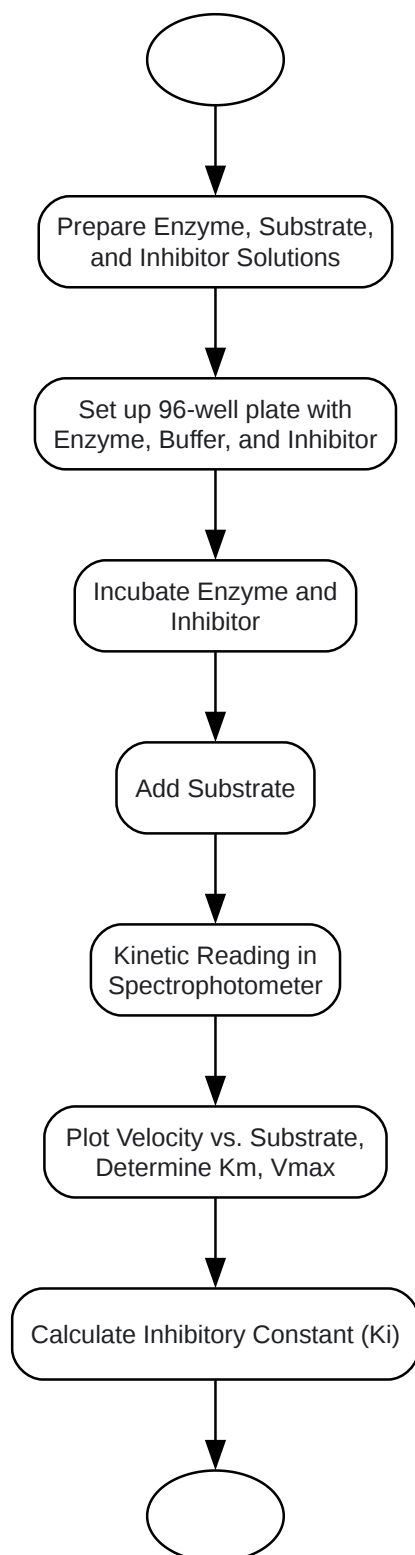 Prepare Enzyme, Substrate,
and Inhibitor Solutions
Set up 96-well plate with
Enzyme, Buffer, and Inhibitor
Incubate Enzyme and
Inhibitor
Add Substrate
Kinetic Reading in
Spectrophotometer
Plot Velocity vs. Substrate,
Determine Km, Vmax
Calculate Inhibitory Constant (Ki)